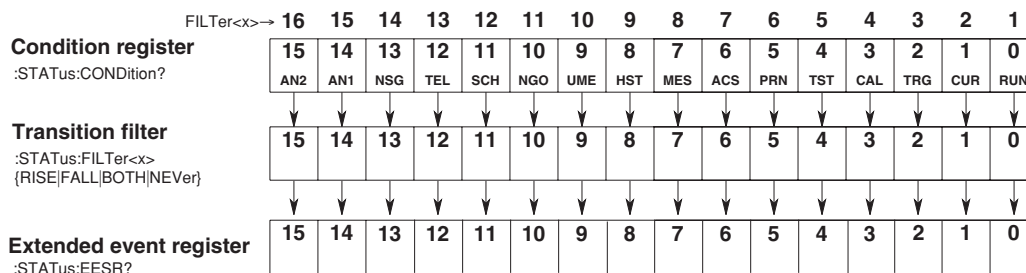 FILTer<x>→ 16 15 14 13 12 11 10 9 8 7 6 5 4 3 2 1
Condition register
:STATus:CONDition?
15 14 13 12 11 10 9 8 7 6 5 4 3 2 1 0
AN2 AN1 NSG TEL SCH NGO UME HST MES ACS PRN TST CAL TRG CUR RUN
Transition filter
:STATus:FILTer<x>
{RISE|FALL|BOTH|NEVer}
15 14 13 12 11 10 9 8 7 6 5 4 3 2 1 0
Extended event register
:STATus:EESR?
15 14 13 12 11 10 9 8 7 6 5 4 3 2 1 0